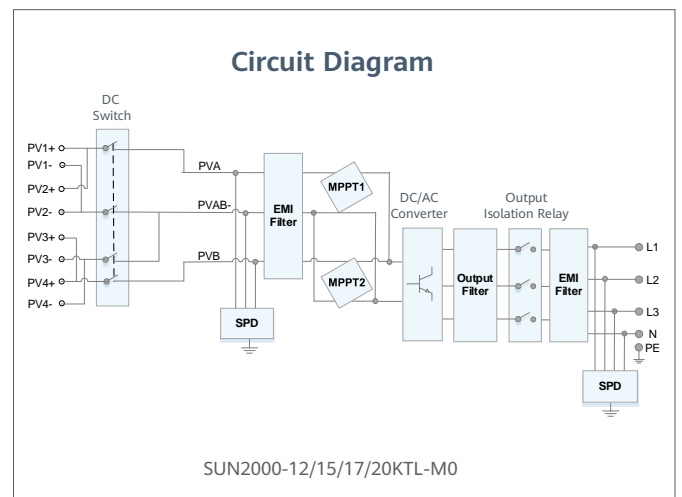 Circuit Diagram
DC
Switch
PV1+
PV1-
PV2+
PV2-
PV3+
PV3-
PV4+
PV4-
PVA
PVAB-
PVB
EMI
Filter
SPD
MPPT1
MPPT2
DC/AC
Converter
Output
Filter
Output
Isolation Relay
EMI
Filter
L1
L2
L3
N
PE
SPD
SUN2000-12/15/17/20KTL-M0